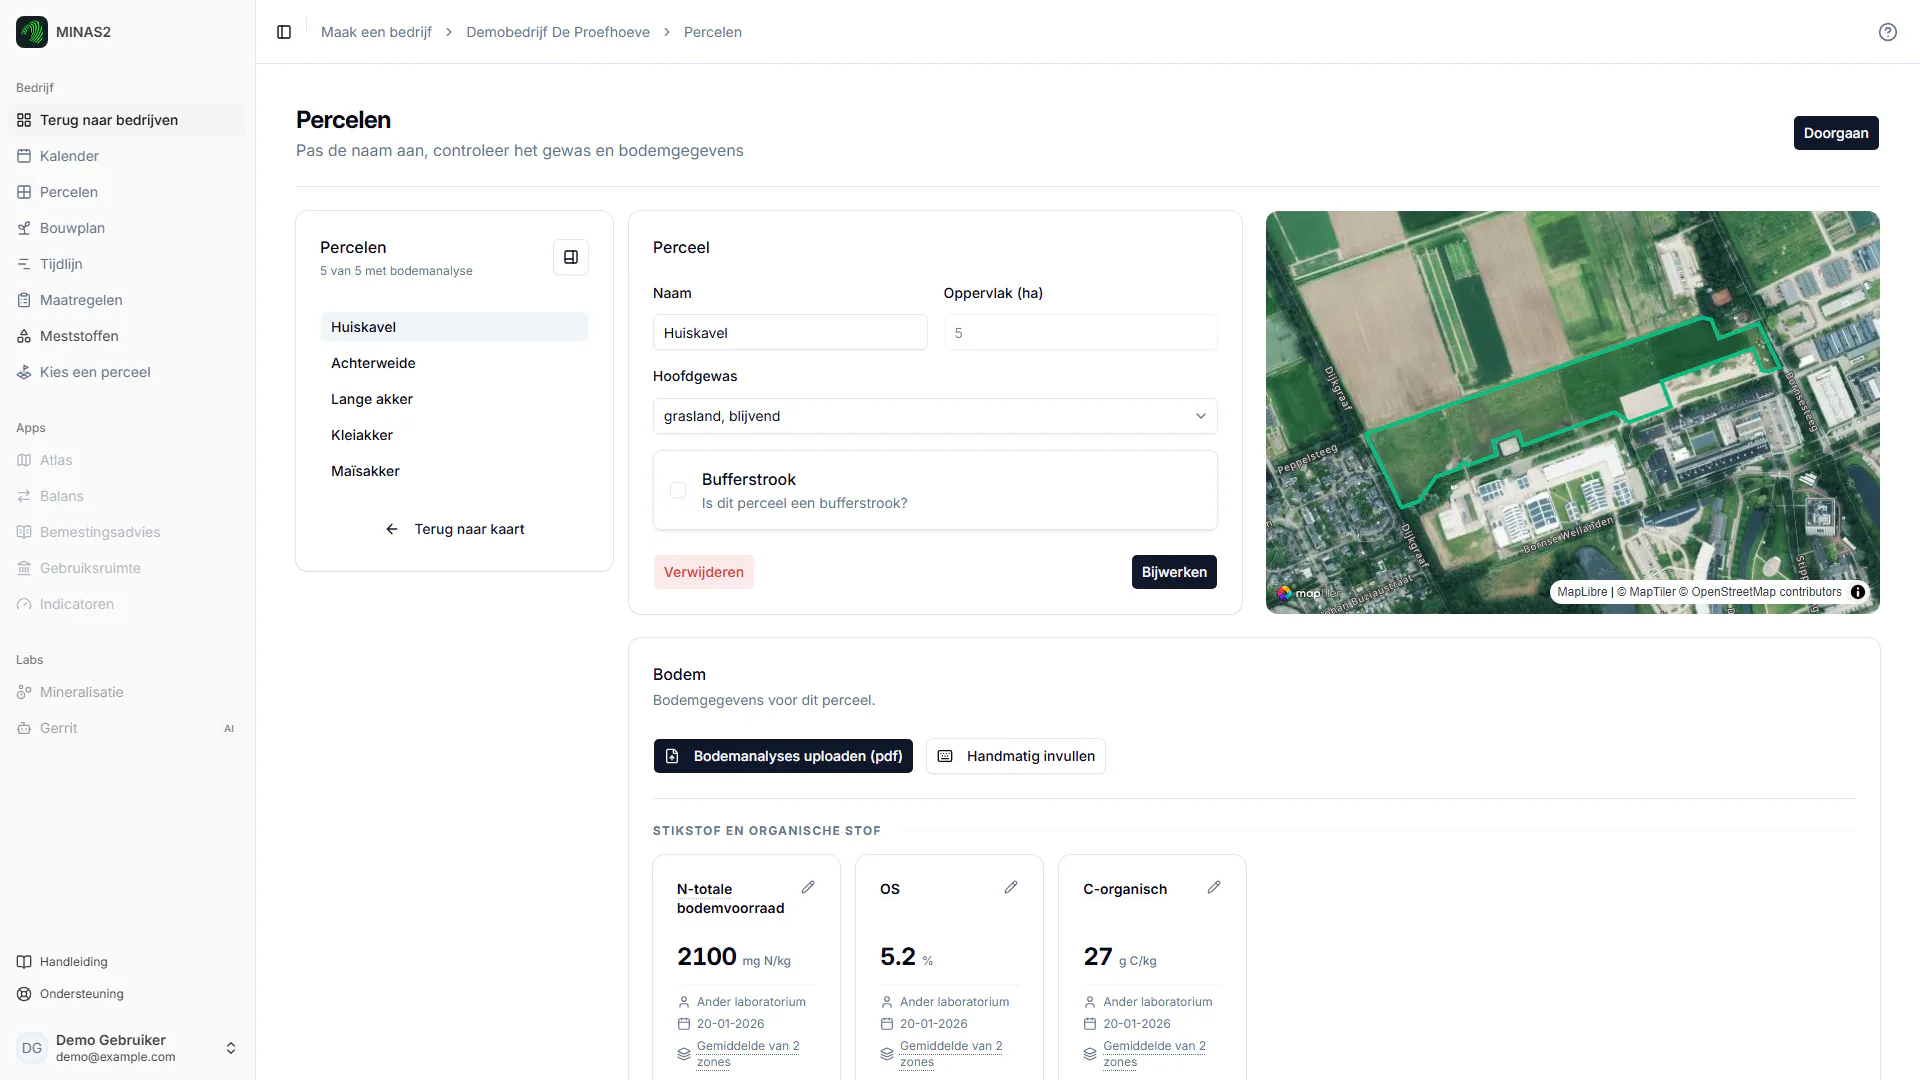 MINAS2
Bedrijf
Terug naar bedrijven
Kalender
Percelen
Bouwplan
Tijdlijn
Maatregelen
Meststoffen
Kies een perceel
Apps
Atlas
Balans
Bemestingsadvies
Gebruiksruimte
Indicatoren
Labs
Mineralisatie
Gerrit AI
Handleiding
Ondersteuning
DG
Demo Gebruiker
demo@example.com
Maak een bedrijf > Demobedrijf De Proefhoeve > Percelen
Percelen
Pas de naam aan, controleer het gewas en bodemgegevens
Doorgaan
Percelen
5 van 5 met bodemanalyse
Huiskavel
Achterweide
Lange akker
Kleiakker
Maïsakker
Terug naar kaart
Perceel
Naam
Oppervlak (ha)
Huiskavel
5
Hoofdgewas
grasland, blijvend
Bufferstrook
Is dit perceel een bufferstrook?
Verwijderen
Bijwerken
Dijkgraaf
Peppelsteeg
Bornsesteeg
Dijkgraaf
Bornse Weilanden
MapLibre | © MapTiler © OpenStreetMap contributors
Bodem
Bodemgegevens voor dit perceel.
Bodemanalyses uploaden (pdf)
Handmatig invullen
STIKSTOF EN ORGANISCHE STOF
N-totale
bodemvoorraad
2100 mg N/kg
Ander laboratorium
20-01-2026
Gemiddelde van 2
zones
OS
5.2 %
Ander laboratorium
20-01-2026
Gemiddelde van 2
zones
C-organisch
27 g C/kg
Ander laboratorium
20-01-2026
Gemiddelde van 2
zones